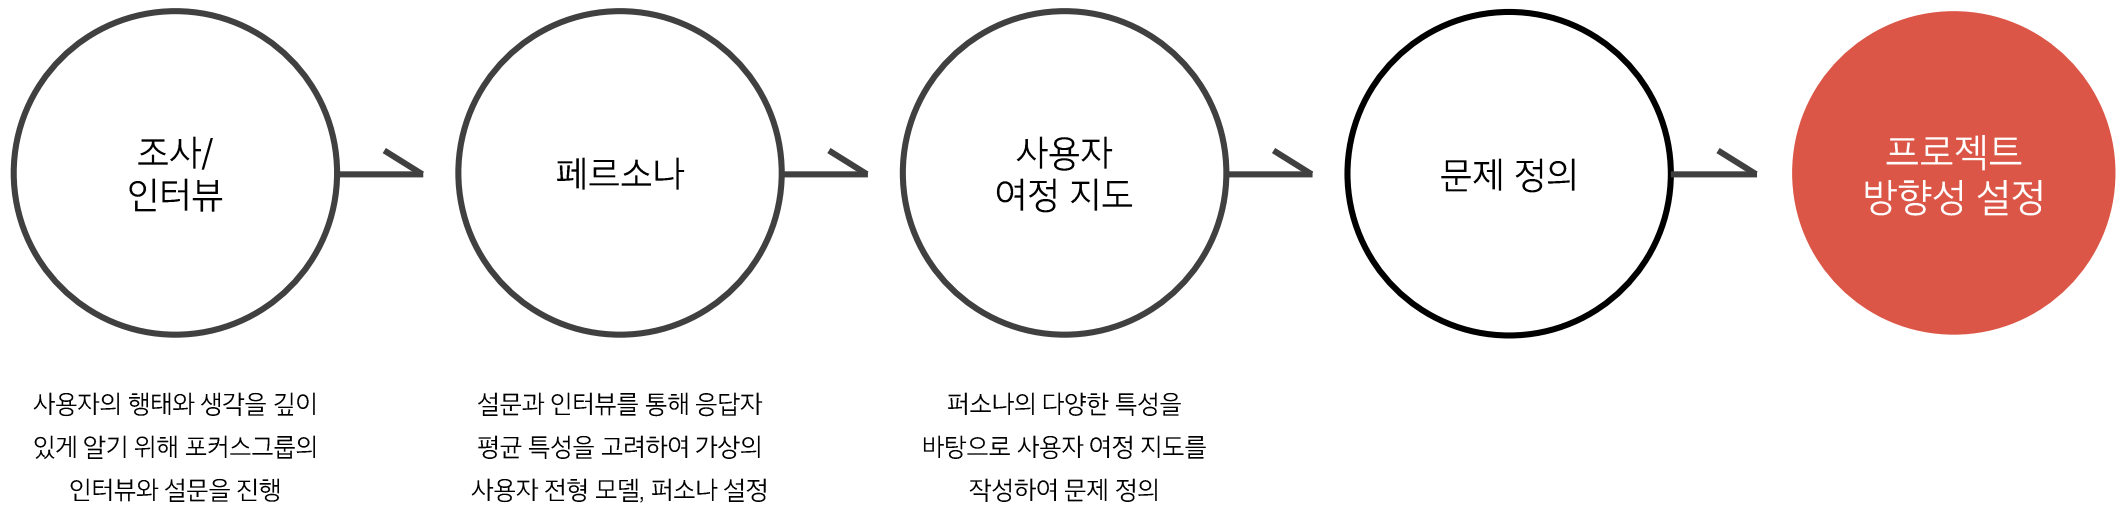 조사/
인터뷰
페르소나
사용자
여정 지도
문제 정의
프로젝트
방향성 설정
사용자의 행태와 생각을 깊이
있게 알기 위해 포커스그룹의
인터뷰와 설문을 진행
설문과 인터뷰를 통해 응답자
평균 특성을 고려하여 가상의
사용자 전형 모델, 퍼소나 설정
퍼소나의 다양한 특성을
바탕으로 사용자 여정 지도를
작성하여 문제 정의